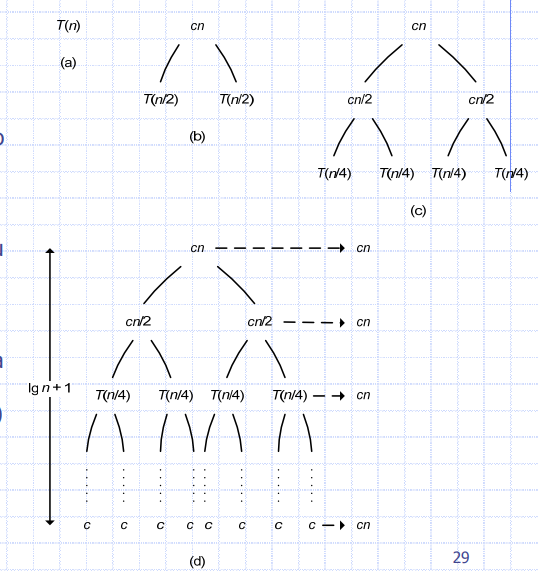 T(n)
cn
cn
(a)
T(n/2) T(n/2)
cn/2 cn/2
(b)
T(n/4) T(n/4) T(n/4) T(n/4)
(c)
cn cn
cn/2 cn/2 cn
lg n + 1
T(n/4) T(n/4) T(n/4) T(n/4) cn
c c c c c c c c cn
(d)
29